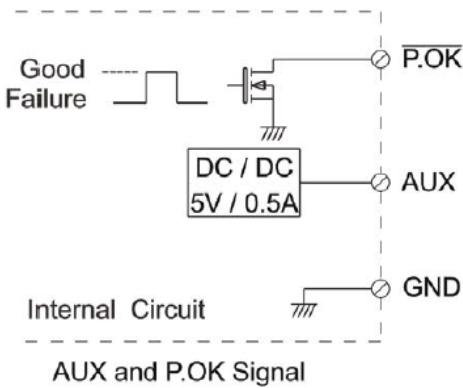 Good
Failure
P.OK
DC / DC
5V / 0.5A
AUX
GND
Internal Circuit
AUX and P.OK Signal